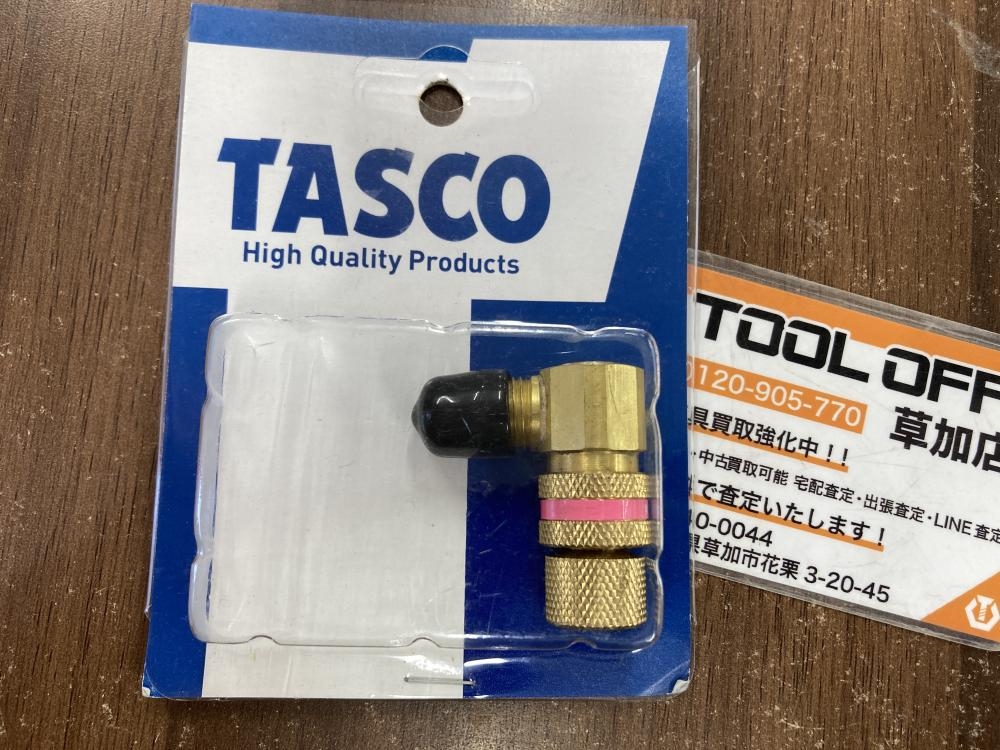 TASCO
High Quality Products
TOOL OFF
0120-905-770
草加店
具買取強化中!!
・中古買取可能 宅配査定・出張査定・LINE査定
で査定いたします!
40-0044
県草加市花栗3-20-45